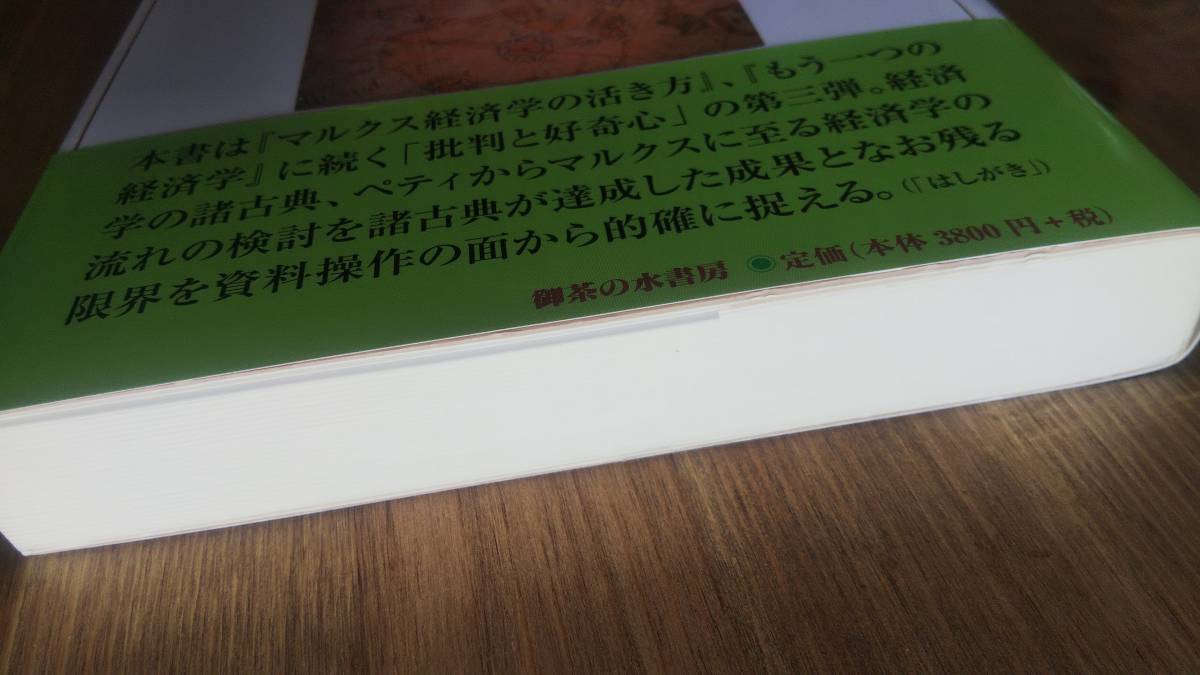 本書は『マルクス経済学の活き方』、『もう一つの
経済学』に続く「批判と好奇心」の第三弾。経済
学の諸古典、ペティからマルクスに至る経済学の
流れの検討を諸古典が達成した成果となお残る
限界を資料操作の面から的確に捉える。(「はしがき」)
御茶の水書房 ●定価(本体 3800 円+税)